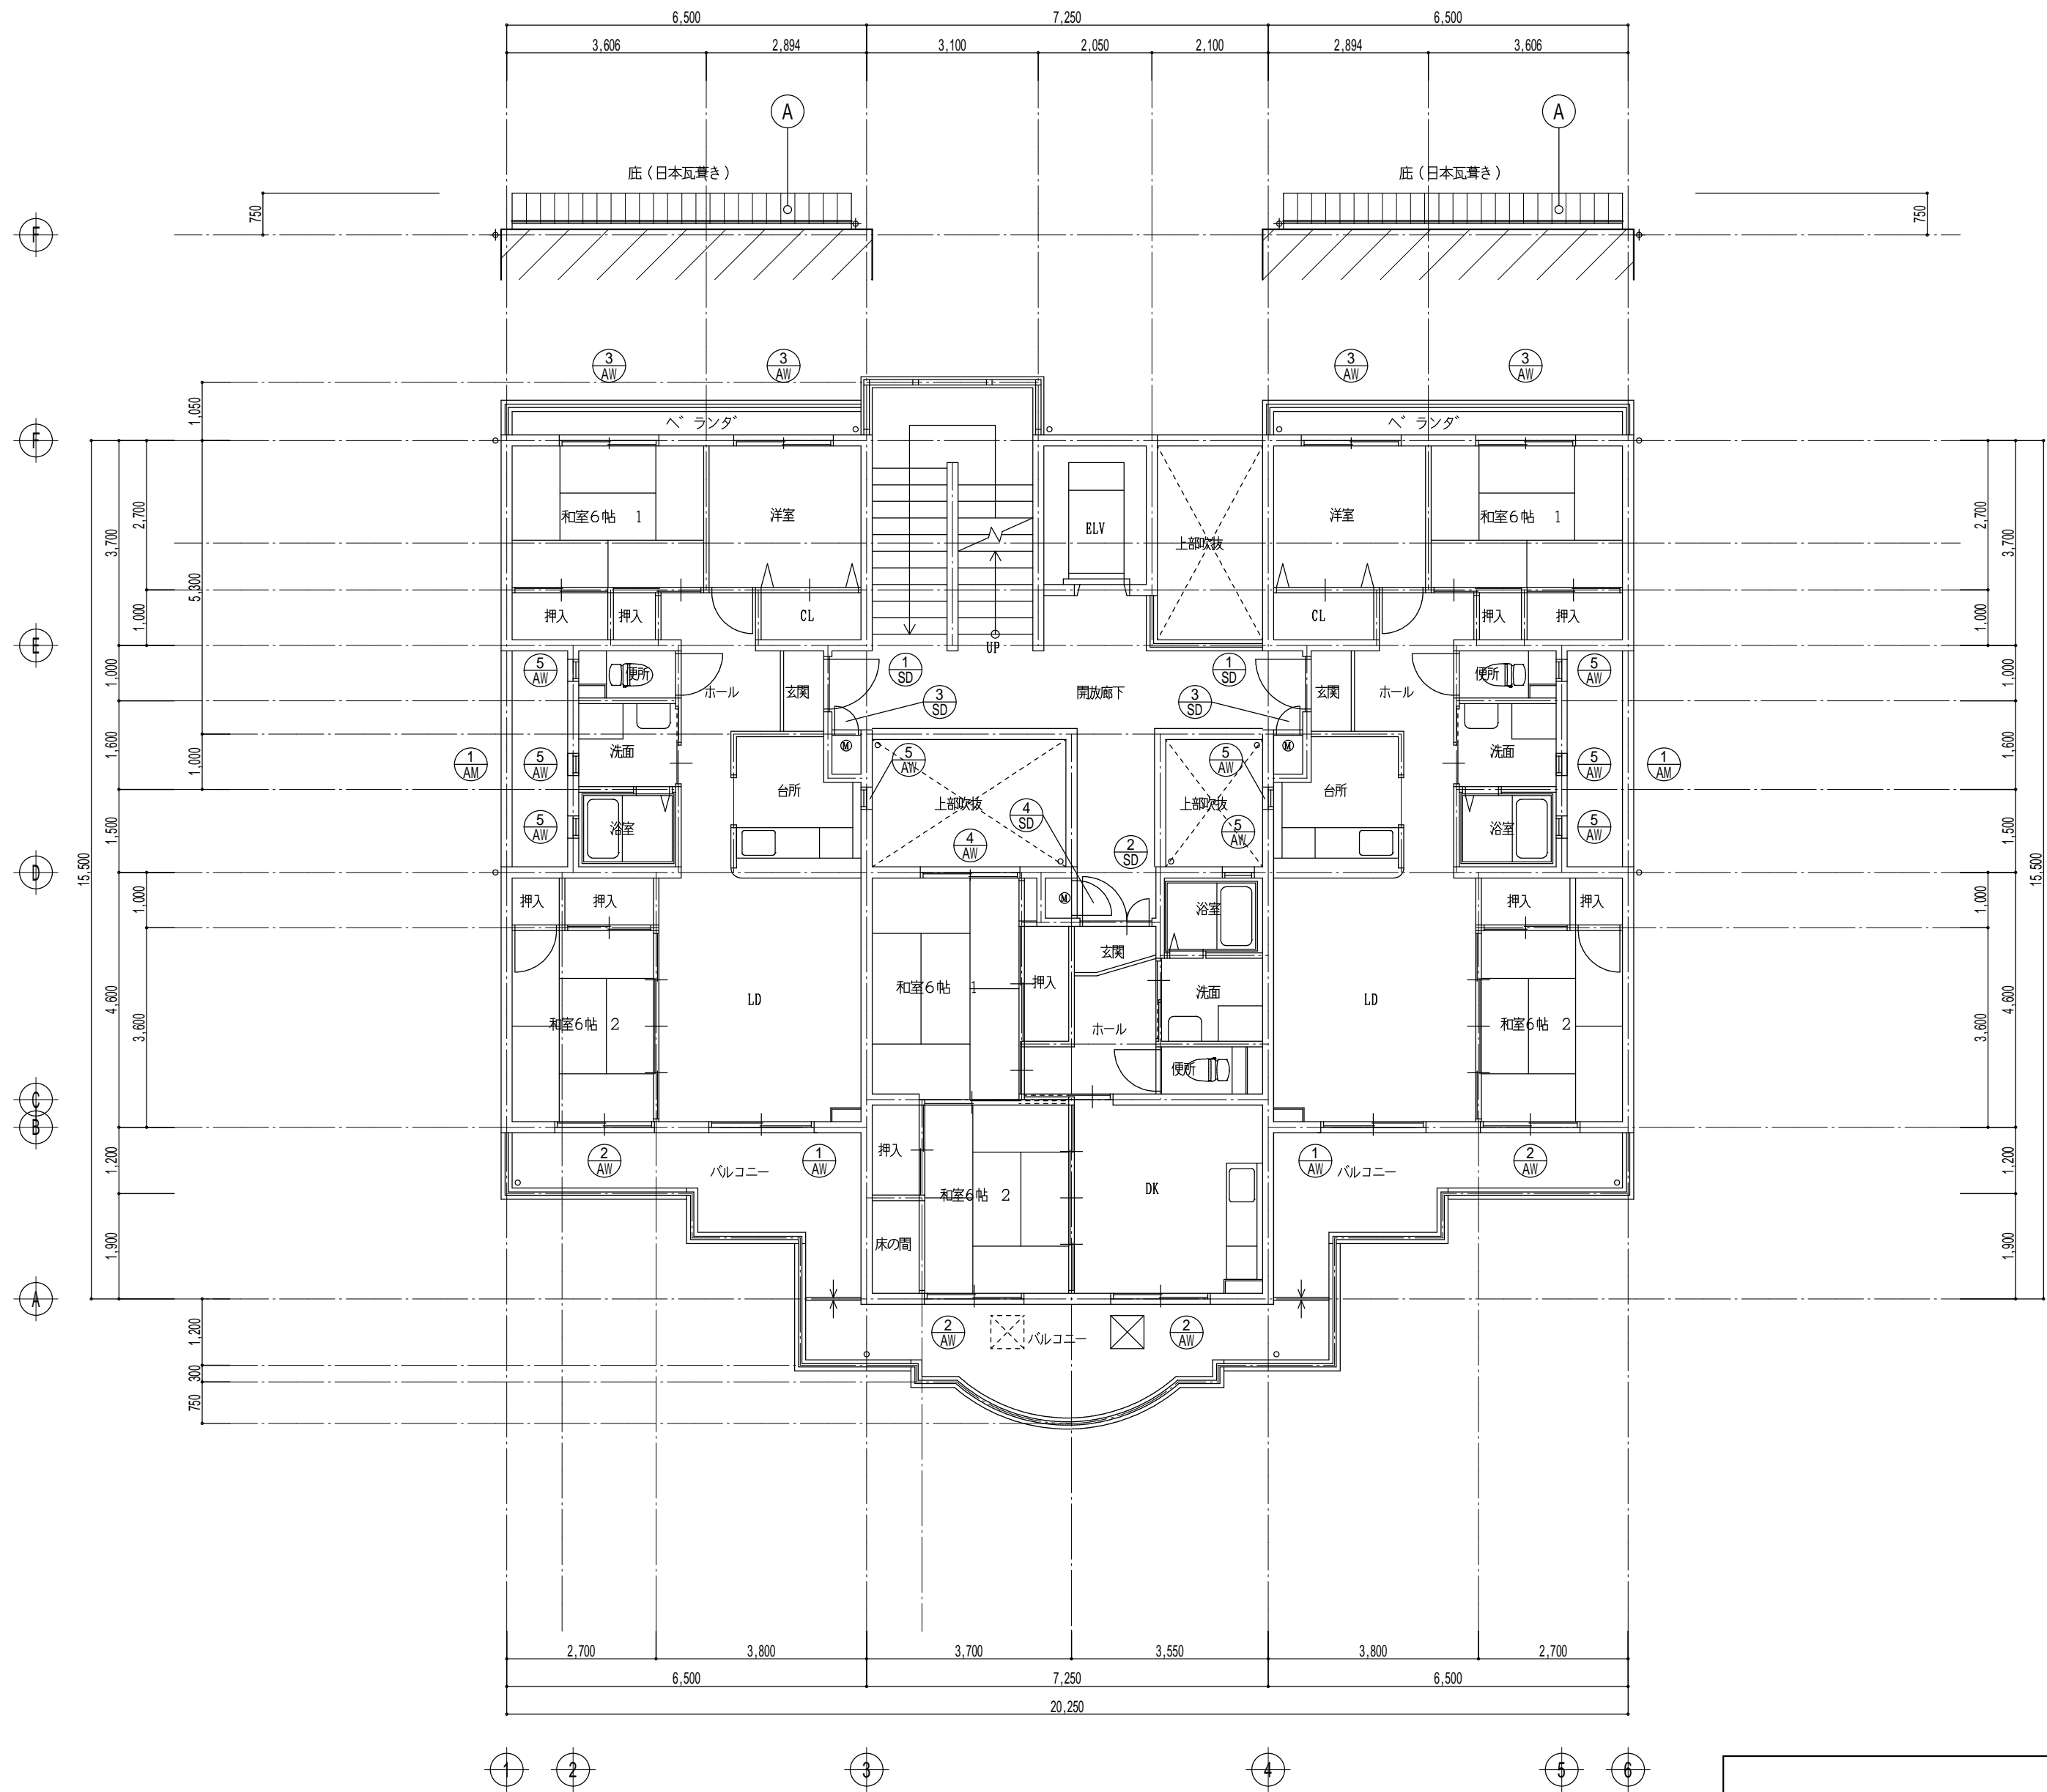 6,500 7,250 6,500
3,606 2,894 3,100 2,050 2,100 2,894 3,606
A A
庇（日本瓦葺き） 庇（日本瓦葺き）
750 750
F
3 AW 3 AW 3 AW 3 AW
1,050
ベランダ ベランダ
F
2,700 2,700
和室6帖 1 洋室 洋室 和室6帖 1
ELV
3,700 3,700
上部吹抜
5,300
1,000 1,000
押入 押入 CL CL 押入 押入
E
UP
5 AW 便所 1 SD 1 SD 便所 5 AW
1,000 1,000
ホール 玄関 開放廊下 玄関 ホール
3 SD 3 SD
1,600 1,600
洗面 M M 洗面
1 AM 5 AW 5 AW 5 AW 5 AW 1 AM
1,000
台所 台所
上部吹抜 上部吹抜
4 SD
5 AW 浴室 5 AW 浴室 5 AW
1,500 1,500
4 AW 2 SD
15,500 15,500
D
1,000 1,000
押入 押入 M 浴室 押入 押入
玄関
和室6帖 1 押入 洗面
LD LD
4,600 4,600
和室6帖 2 ホール 和室6帖 2
3,600 3,600
便所
C
B
押入
2 AW バルコニー 1 AW 1 AW バルコニー 2 AW
1,200 1,200
和室6帖 2 DK
床の間
1,900 1,900
A
2 AW バルコニー 2 AW
1,200
300
750
2,700 3,800 3,700 3,550 3,800 2,700
6,500 7,250 6,500
20,250
1 2 3 4 5 6